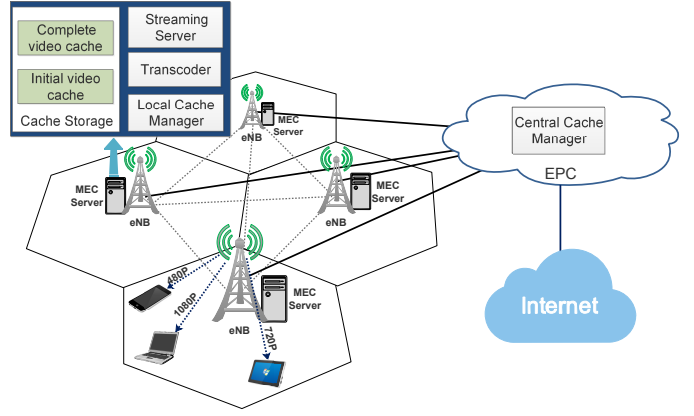 Complete
video cache
Initial video
cache
Cache Storage
Streaming
Server
Transcoder
Local Cache
Manager
MEC
Server
eNB
MEC
Server
eNB
MEC
Server
eNB
MEC
Server
eNB
480P
1080P
720P
Central Cache
Manager
EPC
Internet